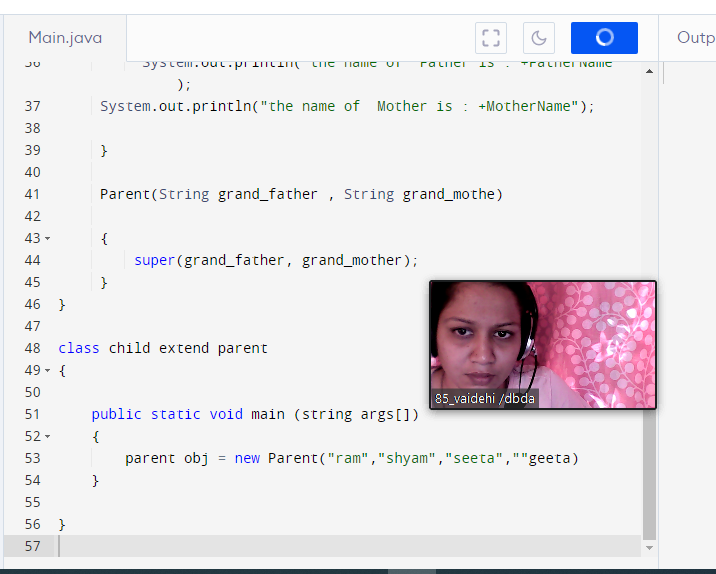 Main.java
Outp
36 System.out.println( the name of Father is : +FatherName
);
37 System.out.println("the name of Mother is : +MotherName");
38
39 }
40
41 Parent(String grand_father , String grand_mothe)
42
43 {
44 super(grand_father, grand_mother);
45 }
46 }
47
48 class child extend parent
49 {
50
51 public static void main (string args[])
52 {
53 parent obj = new Parent("ram","shyam","seeta",""geeta)
54 }
55
56 }
57
85_vaidehi /dbda